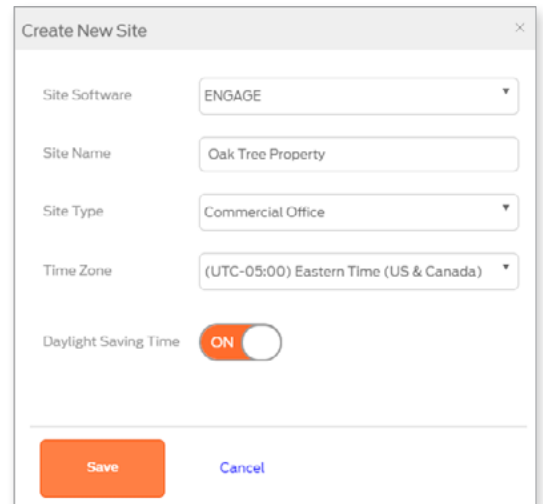 Create New Site ×
Site Software ENGAGE
Site Name Oak Tree Property
Site Type Commercial Office
Time Zone (UTC-05:00) Eastern Time (US & Canada)
Daylight Saving Time ON
Save Cancel